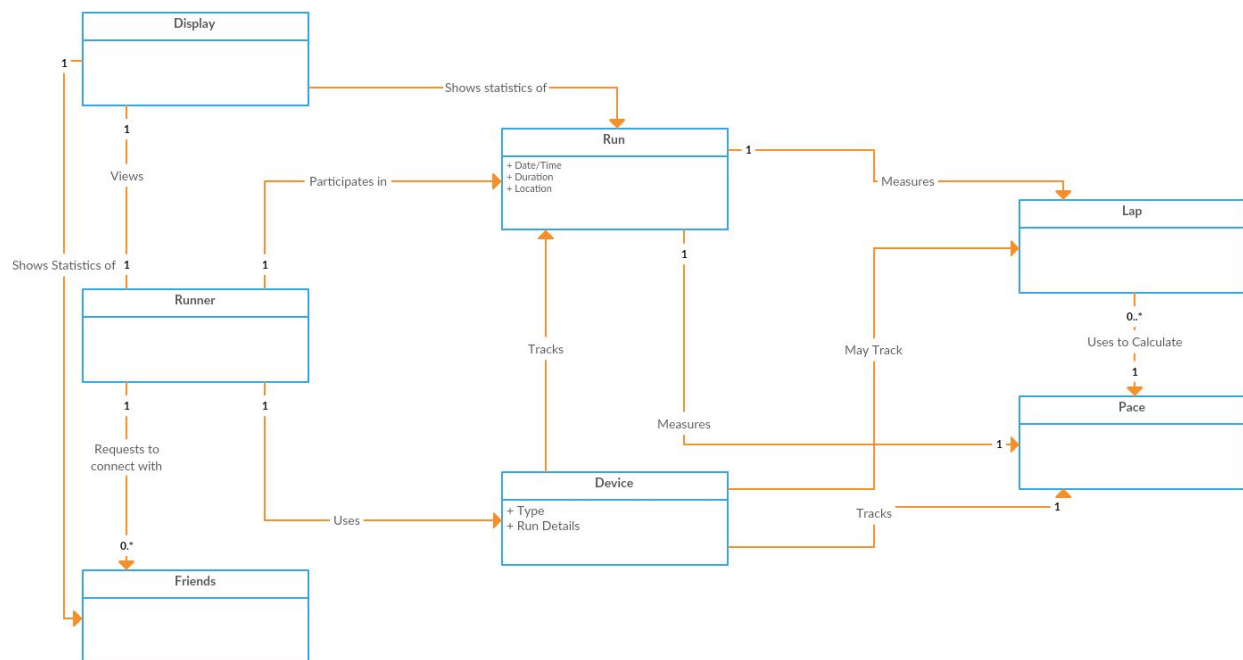 Display
1
Shows statistics of
1
Run
1
+ Date/Time
+ Duration
+ Location
Views
Participates in
Measures
Lap
1
Shows Statistics of
1
1
Runner
0..*
Tracks
May Track
Uses to Calculate
1
1
1
Pace
Measures
Requests to
connect with
1
Device
+ Type
+ Run Details
1
Uses
Tracks
0.*
Friends